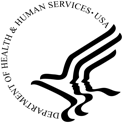 DEPARTMENT OF HEALTH & HUMAN SERVICES · USA